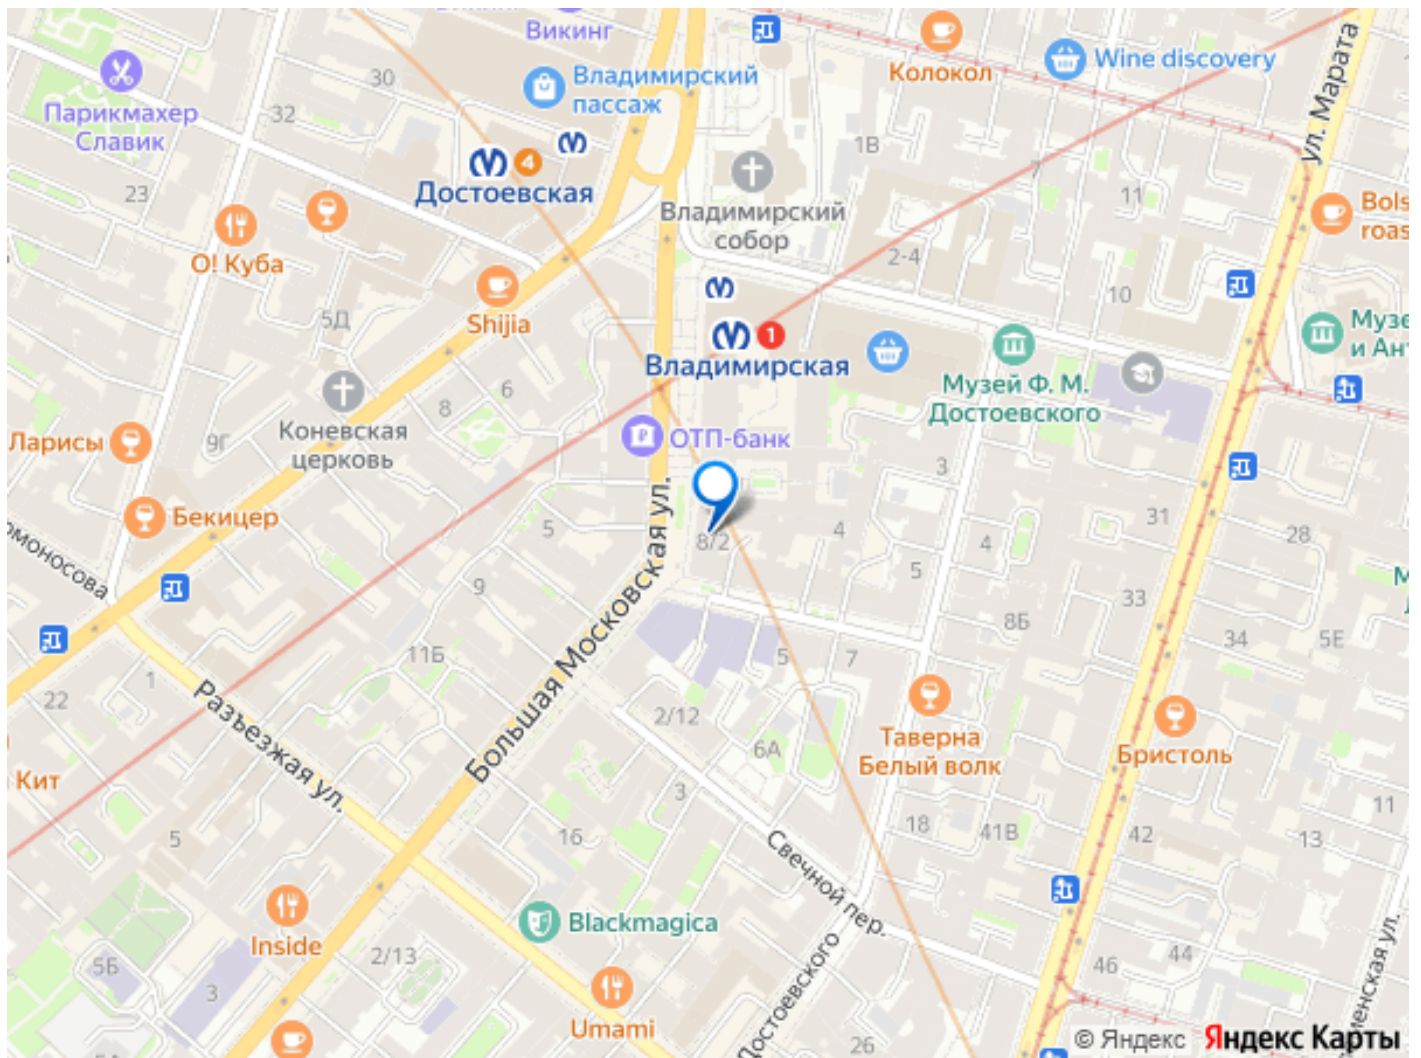 Викинг
Колокол
Wine discovery
ул. Марата
Парикмахер
Славик
30
32
Владимирский
пассаж
1В
7
11
23
4
Достоевская
Владимирский
собор
О! Куба
2-4
10
5Д
Shijia
1
Владимирская
Музей Ф. М.
Достоевского
6
8
9Г
Коневская
церковь
ОТП-банк
Ларисы
3
Бекицер
5
8/2
4
4
31
28
5
9
33
8Б
34
5Е
Большая Московская ул.
11Б
5
7
1
22
Разъезжая ул.
2/12
6А
Таверна
Белый волк
Бристоль
Кит
3
11
5
16
18
41В
42
13
Свечной пер.
Inside
Blackmagica
2/13
5Б
3
46
44
Umami
Достоевского
26
© Яндекс
Яндекс Карты